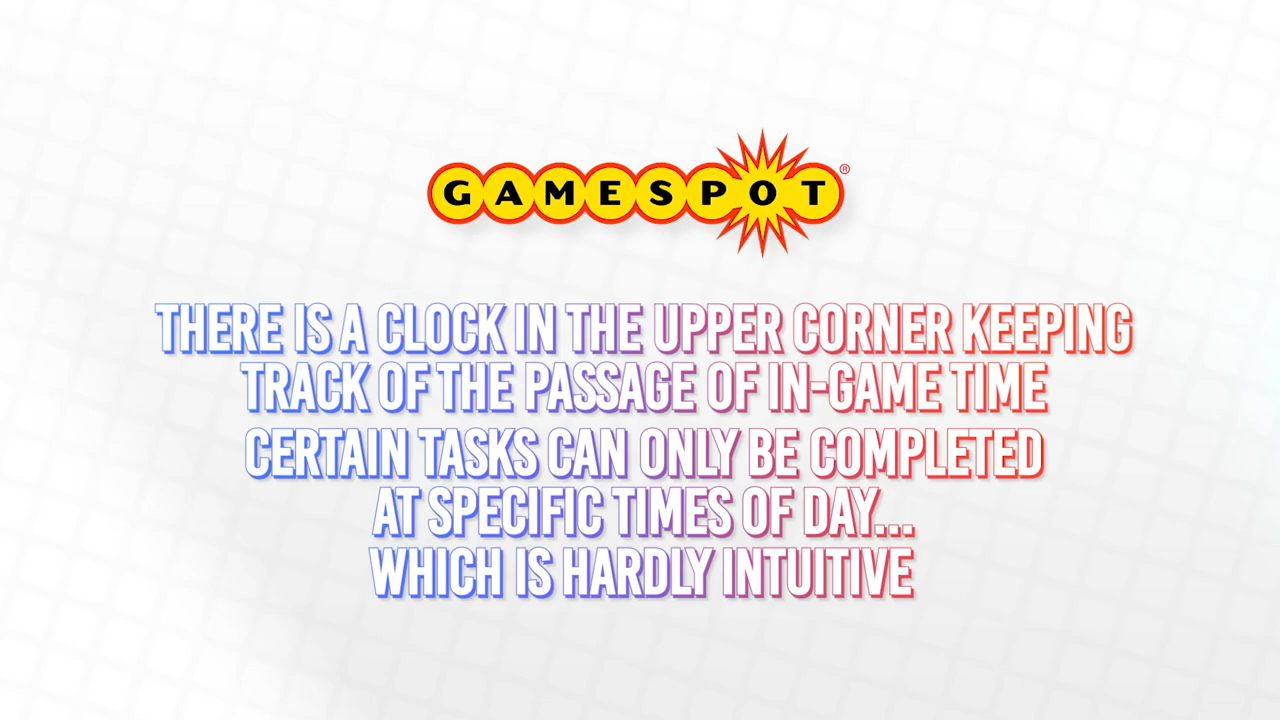 GAMESPOT®
THERE IS A CLOCK IN THE UPPER CORNER KEEPING
TRACK OF THE PASSAGE OF IN-GAME TIME
CERTAIN TASKS CAN ONLY BE COMPLETED
AT SPECIFIC TIMES OF DAY...
WHICH IS HARDLY INTUITIVE